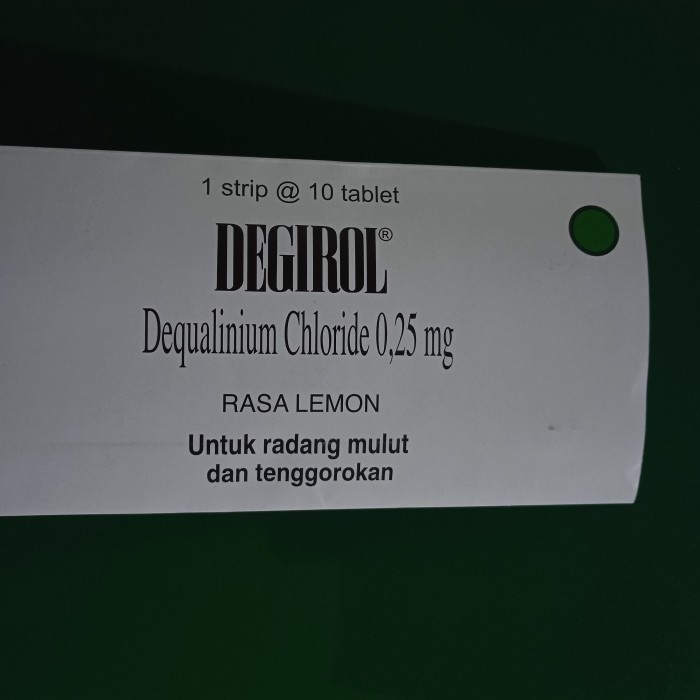 1 strip @ 10 tablet
DEGIROL®
Dequalinium Chloride 0,25 mg
RASA LEMON
Untuk radang mulut
dan tenggorokan